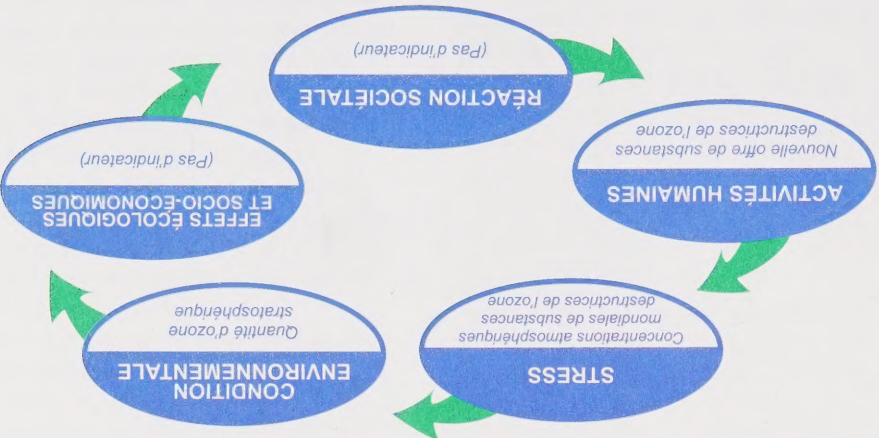 STRESS
Concentrations atmosphériques
mondiales de substances
destructrices de l'ozone
CONDITION
ENVIRONNEMENTALE
Quantité d'ozone
stratosphérique
EFFETS ÉCOLOGIQUES
ET SOCIO-ÉCONOMIQUES
(Pas d'indicateur)
RÉACTION SOCIÉTALE
(Pas d'indicateur)
ACTIVITÉS HUMAINES
Nouvelle offre de substances
destructrices de l'ozone